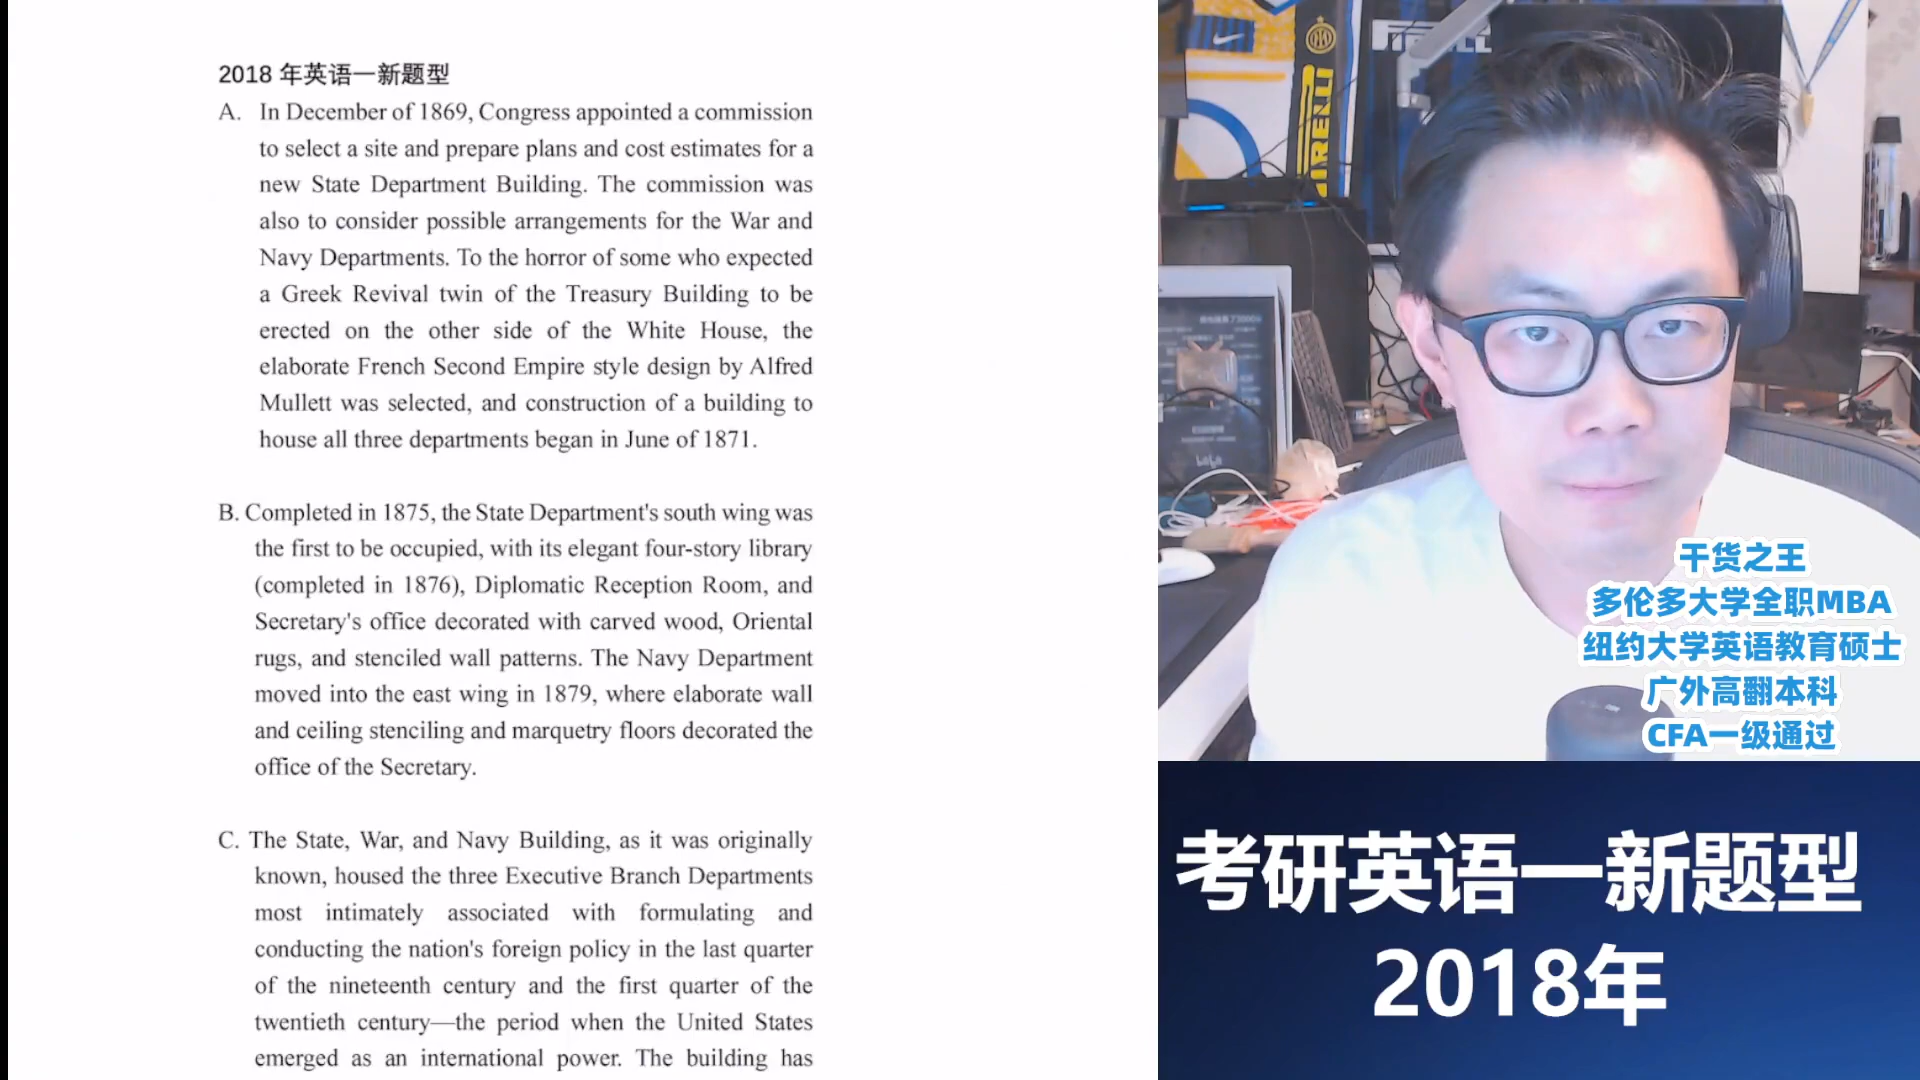 2018 年英语一新题型
A. In December of 1869, Congress appointed a commission
to select a site and prepare plans and cost estimates for a
new State Department Building. The commission was
also to consider possible arrangements for the War and
Navy Departments. To the horror of some who expected
a Greek Revival twin of the Treasury Building to be
erected on the other side of the White House, the
elaborate French Second Empire style design by Alfred
Mullett was selected, and construction of a building to
house all three departments began in June of 1871.
B. Completed in 1875, the State Department's south wing was
the first to be occupied, with its elegant four-story library
(completed in 1876), Diplomatic Reception Room, and
Secretary's office decorated with carved wood, Oriental
rugs, and stenciled wall patterns. The Navy Department
moved into the east wing in 1879, where elaborate wall
and ceiling stenciling and marquetry floors decorated the
office of the Secretary.
C. The State, War, and Navy Building, as it was originally
known, housed the three Executive Branch Departments
most intimately associated with formulating and
conducting the nation's foreign policy in the last quarter
of the nineteenth century and the first quarter of the
twentieth century—the period when the United States
emerged as an international power. The building has
PIRELLI
干货之王
多伦多大学全职MBA
纽约大学英语教育硕士
广外高翻本科
CFA一级通过
考研英语一新题型
2018年